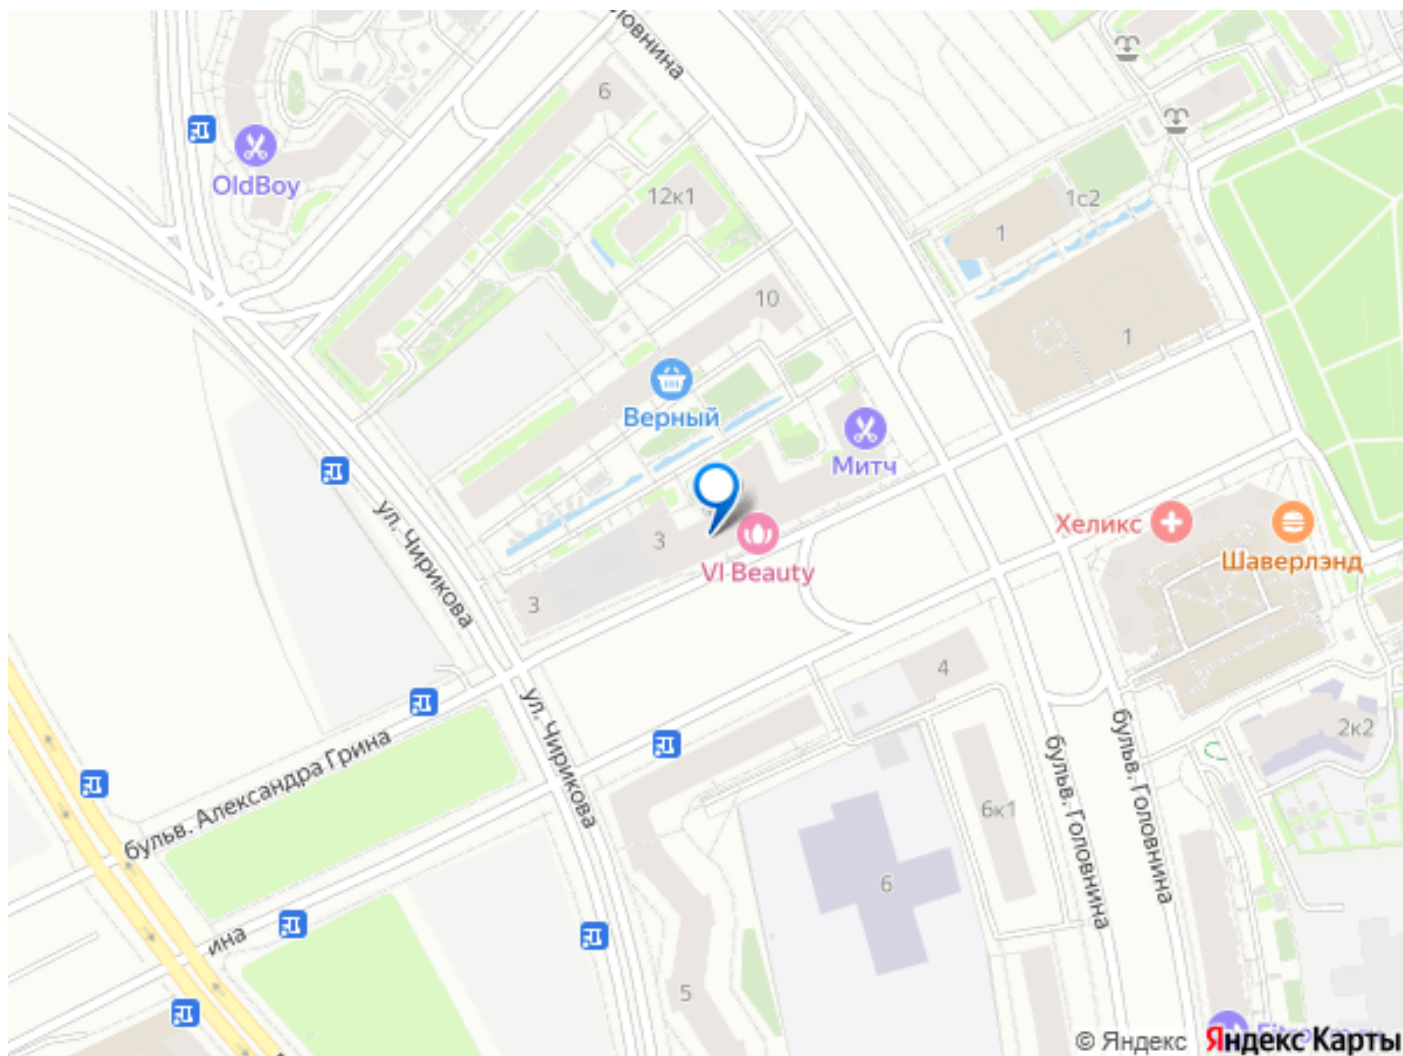 6
OldBoy
12к1
1с2
1
10
1
Верный
Митч
ул. Чирикова
3
VI Beauty
Хеликс
Шаверлэнд
3
4
ул. Чирикова
бульв. Александра Грина
бульв. Головнина
бульв. Головнина
2к2
6к1
6
ина
5
© Яндекс
Яндекс Карты